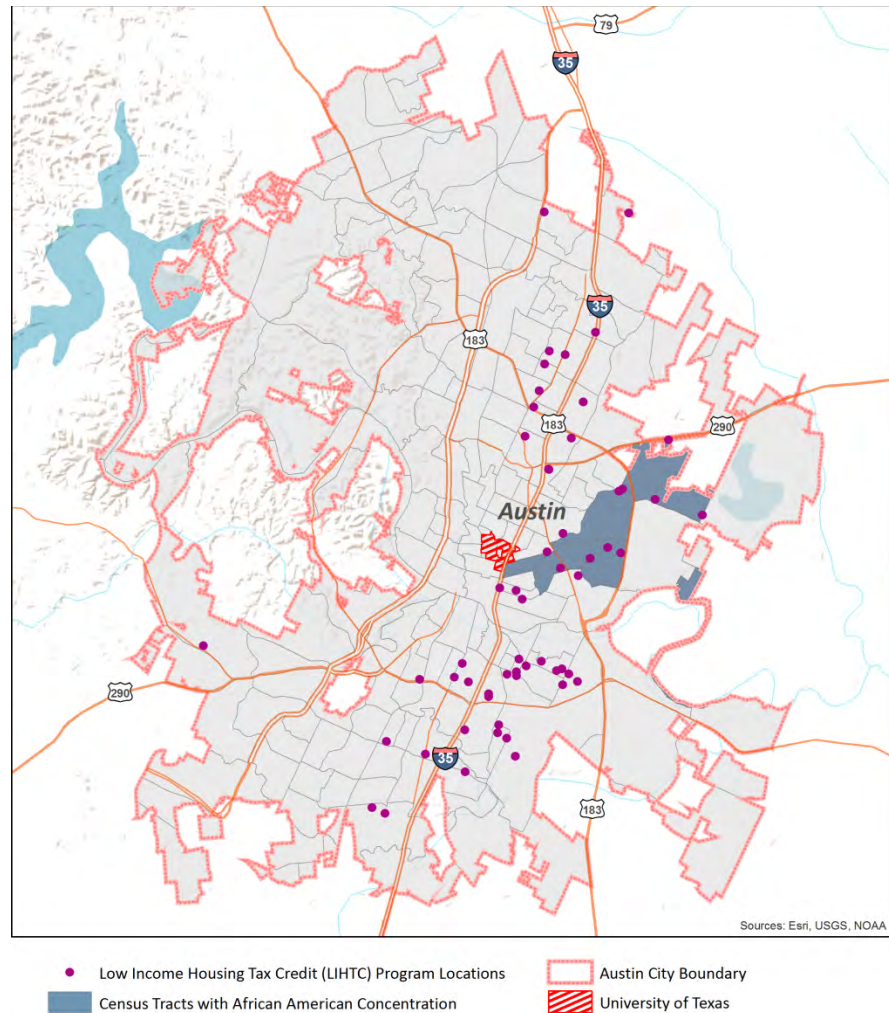 79
35
35
183
290
183
Austin
290
35
183
Sources: Esri, USGS, NOAA
Low Income Housing Tax Credit (LIHTC) Program Locations
Austin City Boundary
Census Tracts with African American Concentration
University of Texas